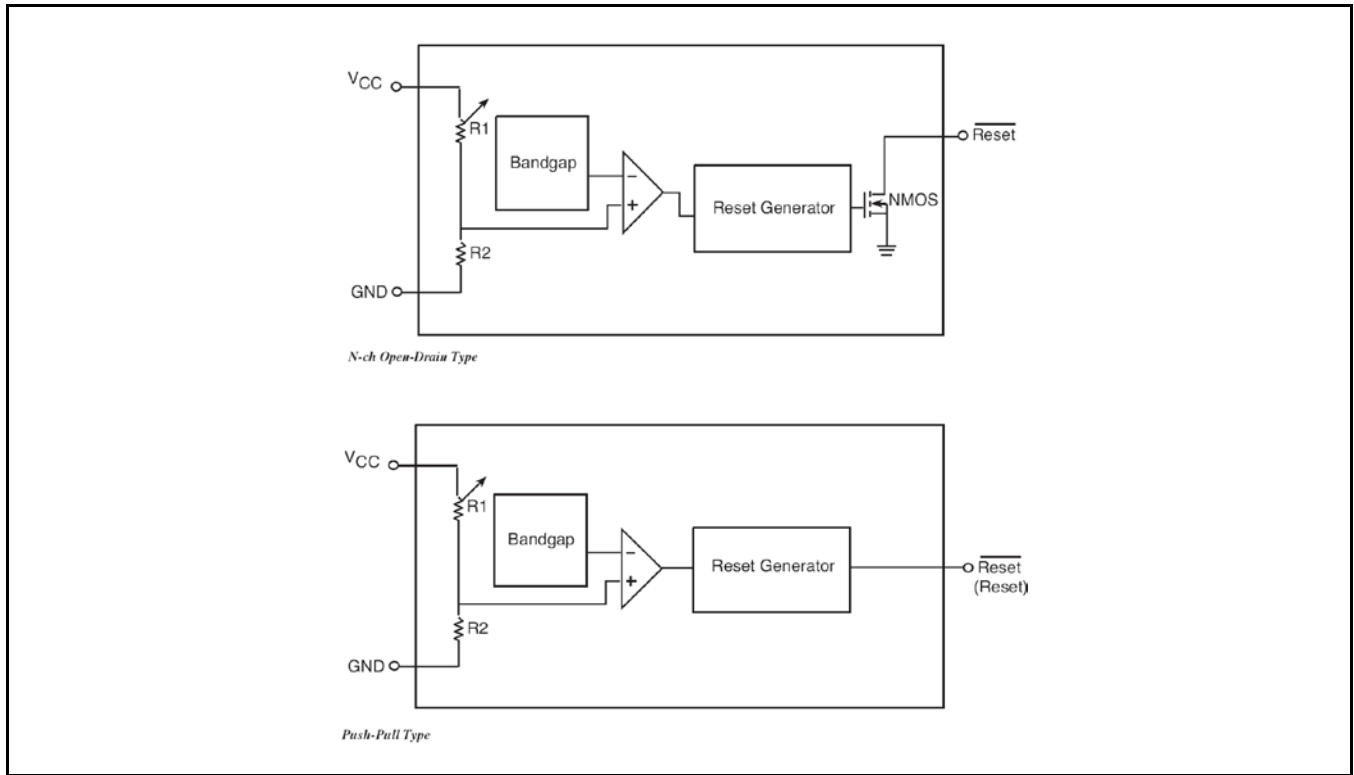 VCC
R1
Bandgap
−
+
Reset Generator
NMOS
Reset
R2
GND
N-ch Open-Drain Type
VCC
R1
Bandgap
−
+
Reset Generator
Reset
(Reset)
R2
GND
Push-Pull Type